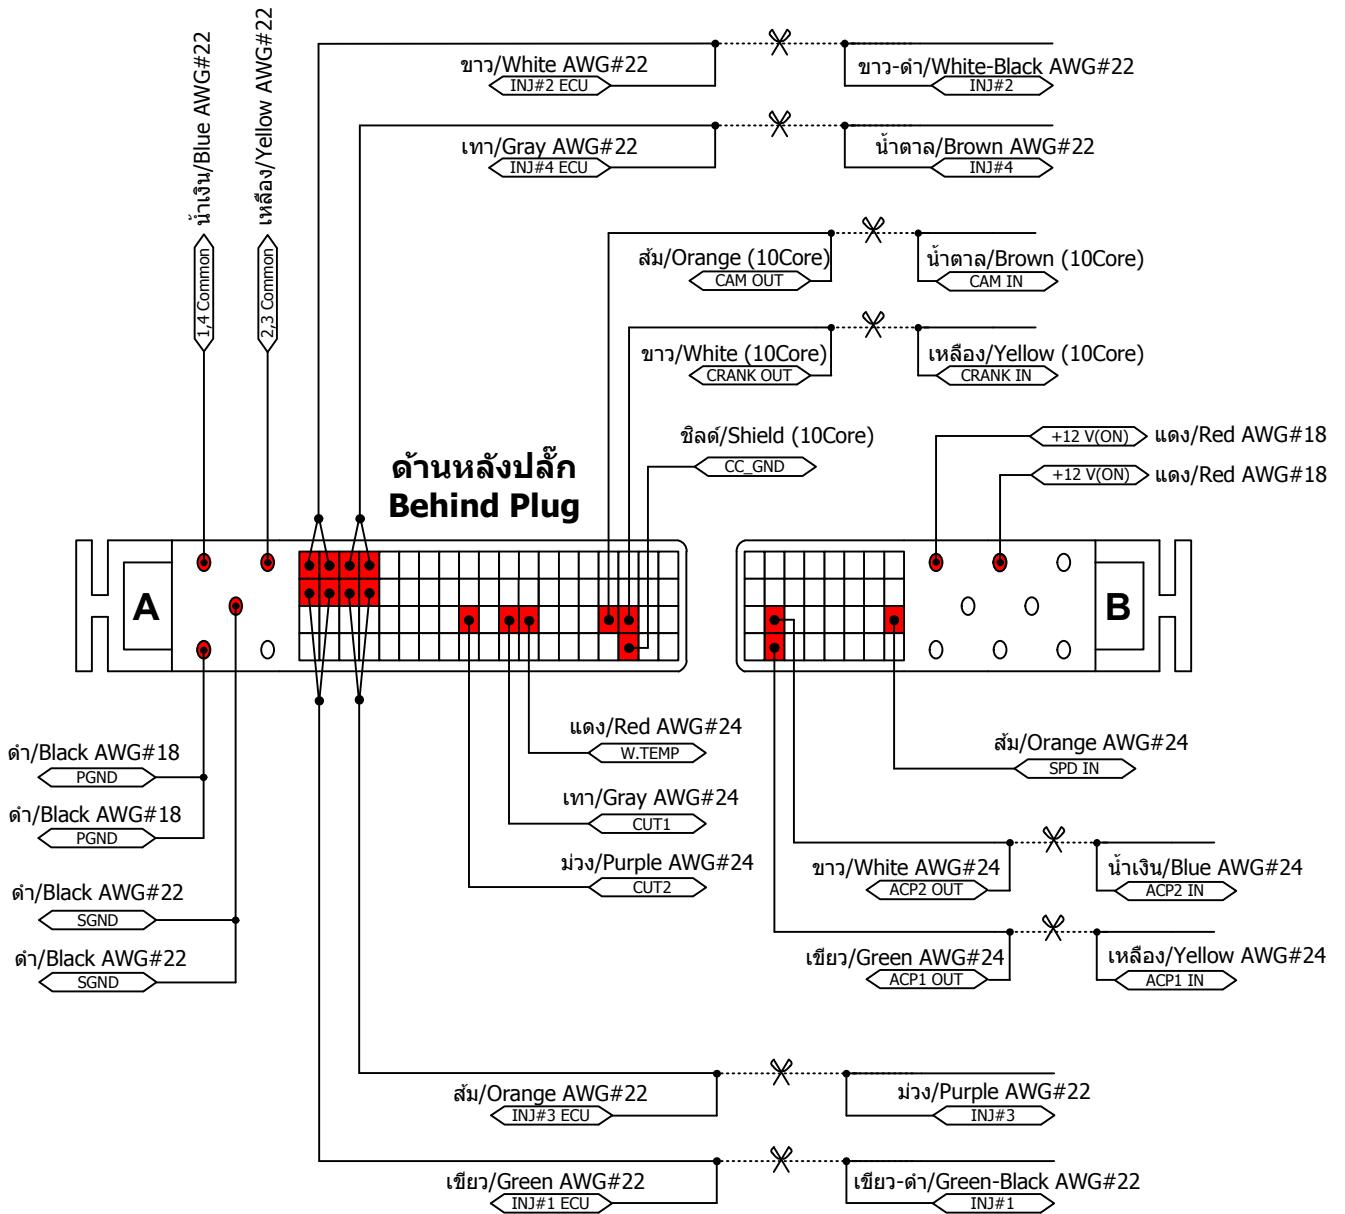 น้ำเงิน/Blue AWG#22
1,4 Common
เหลือง/Yellow AWG#22
2,3 Common
ขาว/White AWG#22
INJ#2 ECU
ขาว-ดำ/White-Black AWG#22
INJ#2
เทา/Gray AWG#22
INJ#4 ECU
น้ำตาล/Brown AWG#22
INJ#4
ส้ม/Orange (10Core)
CAM OUT
น้ำตาล/Brown (10Core)
CAM IN
ขาว/White (10Core)
CRANK OUT
เหลือง/Yellow (10Core)
CRANK IN
ชิลด์/Shield (10Core)
CC_GND
+12 V(ON)
แดง/Red AWG#18
+12 V(ON)
แดง/Red AWG#18
ด้านหลังปลั๊ก
Behind Plug
A
B
ดำ/Black AWG#18
PGND
ดำ/Black AWG#18
PGND
ดำ/Black AWG#22
SGND
ดำ/Black AWG#22
SGND
แดง/Red AWG#24
W.TEMP
เทา/Gray AWG#24
CUT1
ม่วง/Purple AWG#24
CUT2
ส้ม/Orange AWG#24
SPD IN
ขาว/White AWG#24
ACP2 OUT
น้ำเงิน/Blue AWG#24
ACP2 IN
เขียว/Green AWG#24
ACP1 OUT
เหลือง/Yellow AWG#24
ACP1 IN
ส้ม/Orange AWG#22
INJ#3 ECU
ม่วง/Purple AWG#22
INJ#3
เขียว/Green AWG#22
INJ#1 ECU
เขียว-ดำ/Green-Black AWG#22
INJ#1